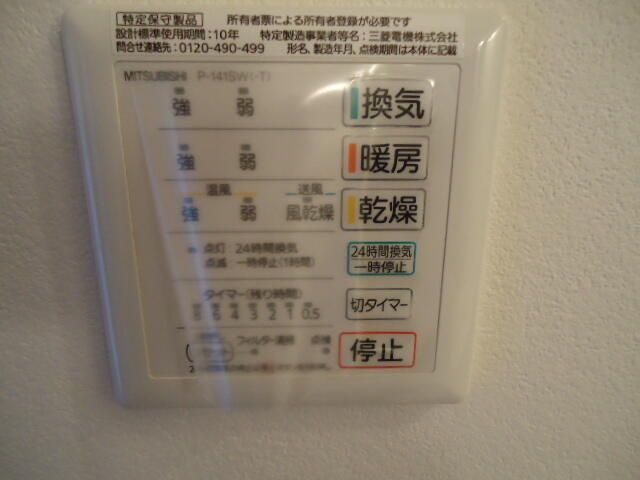 特定保守製品 所有者票による所有者登録が必要です
設計標準使用期間:10年 特定製造事業者等名:三菱電機株式会社
問合せ連絡先:0120-490-499 形名、製造年月、点検期間は本体に記載
MITSUBISHI P-141SW(-T)
強 弱 換気
強 弱 暖房
温風 送風
強 弱 風乾燥 乾燥
点灯:24時間換気
点滅:一時停止(1時間)
24時間換気
一時停止
タイマー(残り時間)
6 4 3 2 1 0.5
切タイマー
フィルター清掃 点検
停止